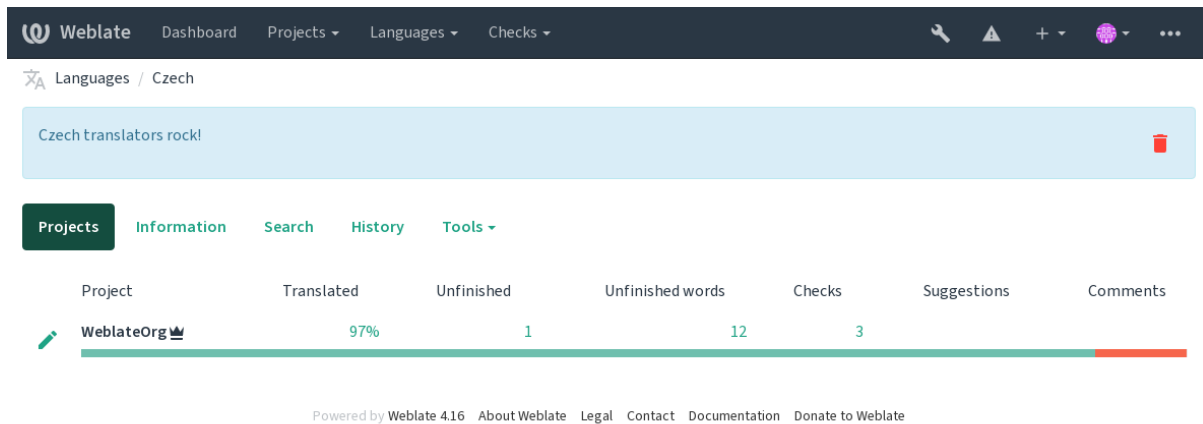 Weblate Dashboard Projects Languages Checks
Languages / Czech
Czech translators rock!
Projects Information Search History Tools
Project Translated Unfinished Unfinished words Checks Suggestions Comments
WeblateOrg 97% 1 12 3
Powered by Weblate 4.16 About Weblate Legal Contact Documentation Donate to Weblate